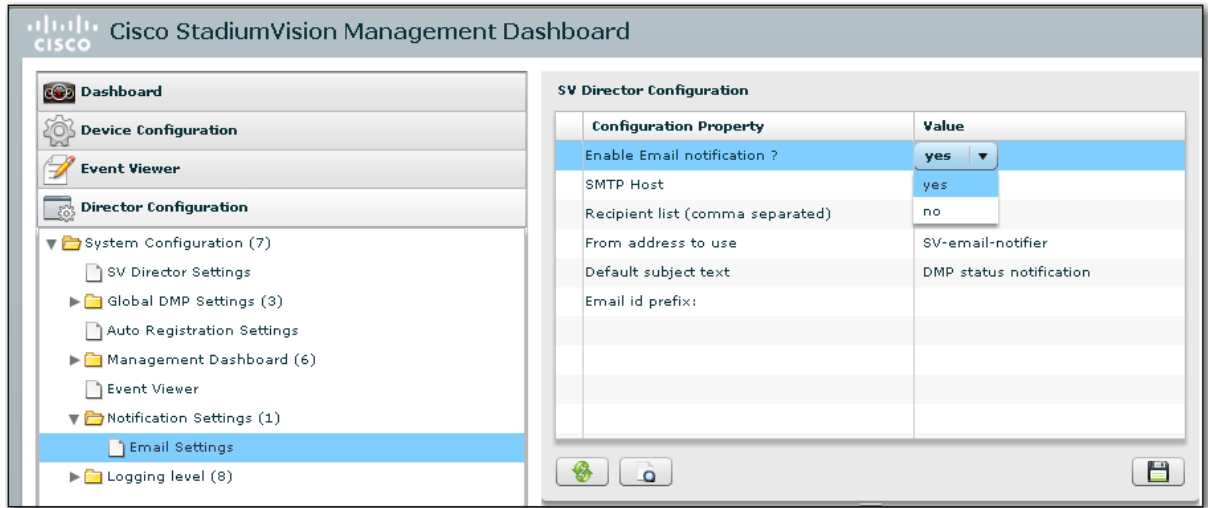 CISCO
Cisco StadiumVision Management Dashboard
Dashboard
Device Configuration
Event Viewer
Director Configuration
System Configuration (7)
SV Director Settings
Global DMP Settings (3)
Auto Registration Settings
Management Dashboard (6)
Event Viewer
Notification Settings (1)
Email Settings
Logging level (8)
SV Director Configuration
Configuration Property Value
Enable Email notification ? yes
SMTP Host yes
Recipient list (comma separated) no
From address to use SV-email-notifier
Default subject text DMP status notification
Email id prefix: